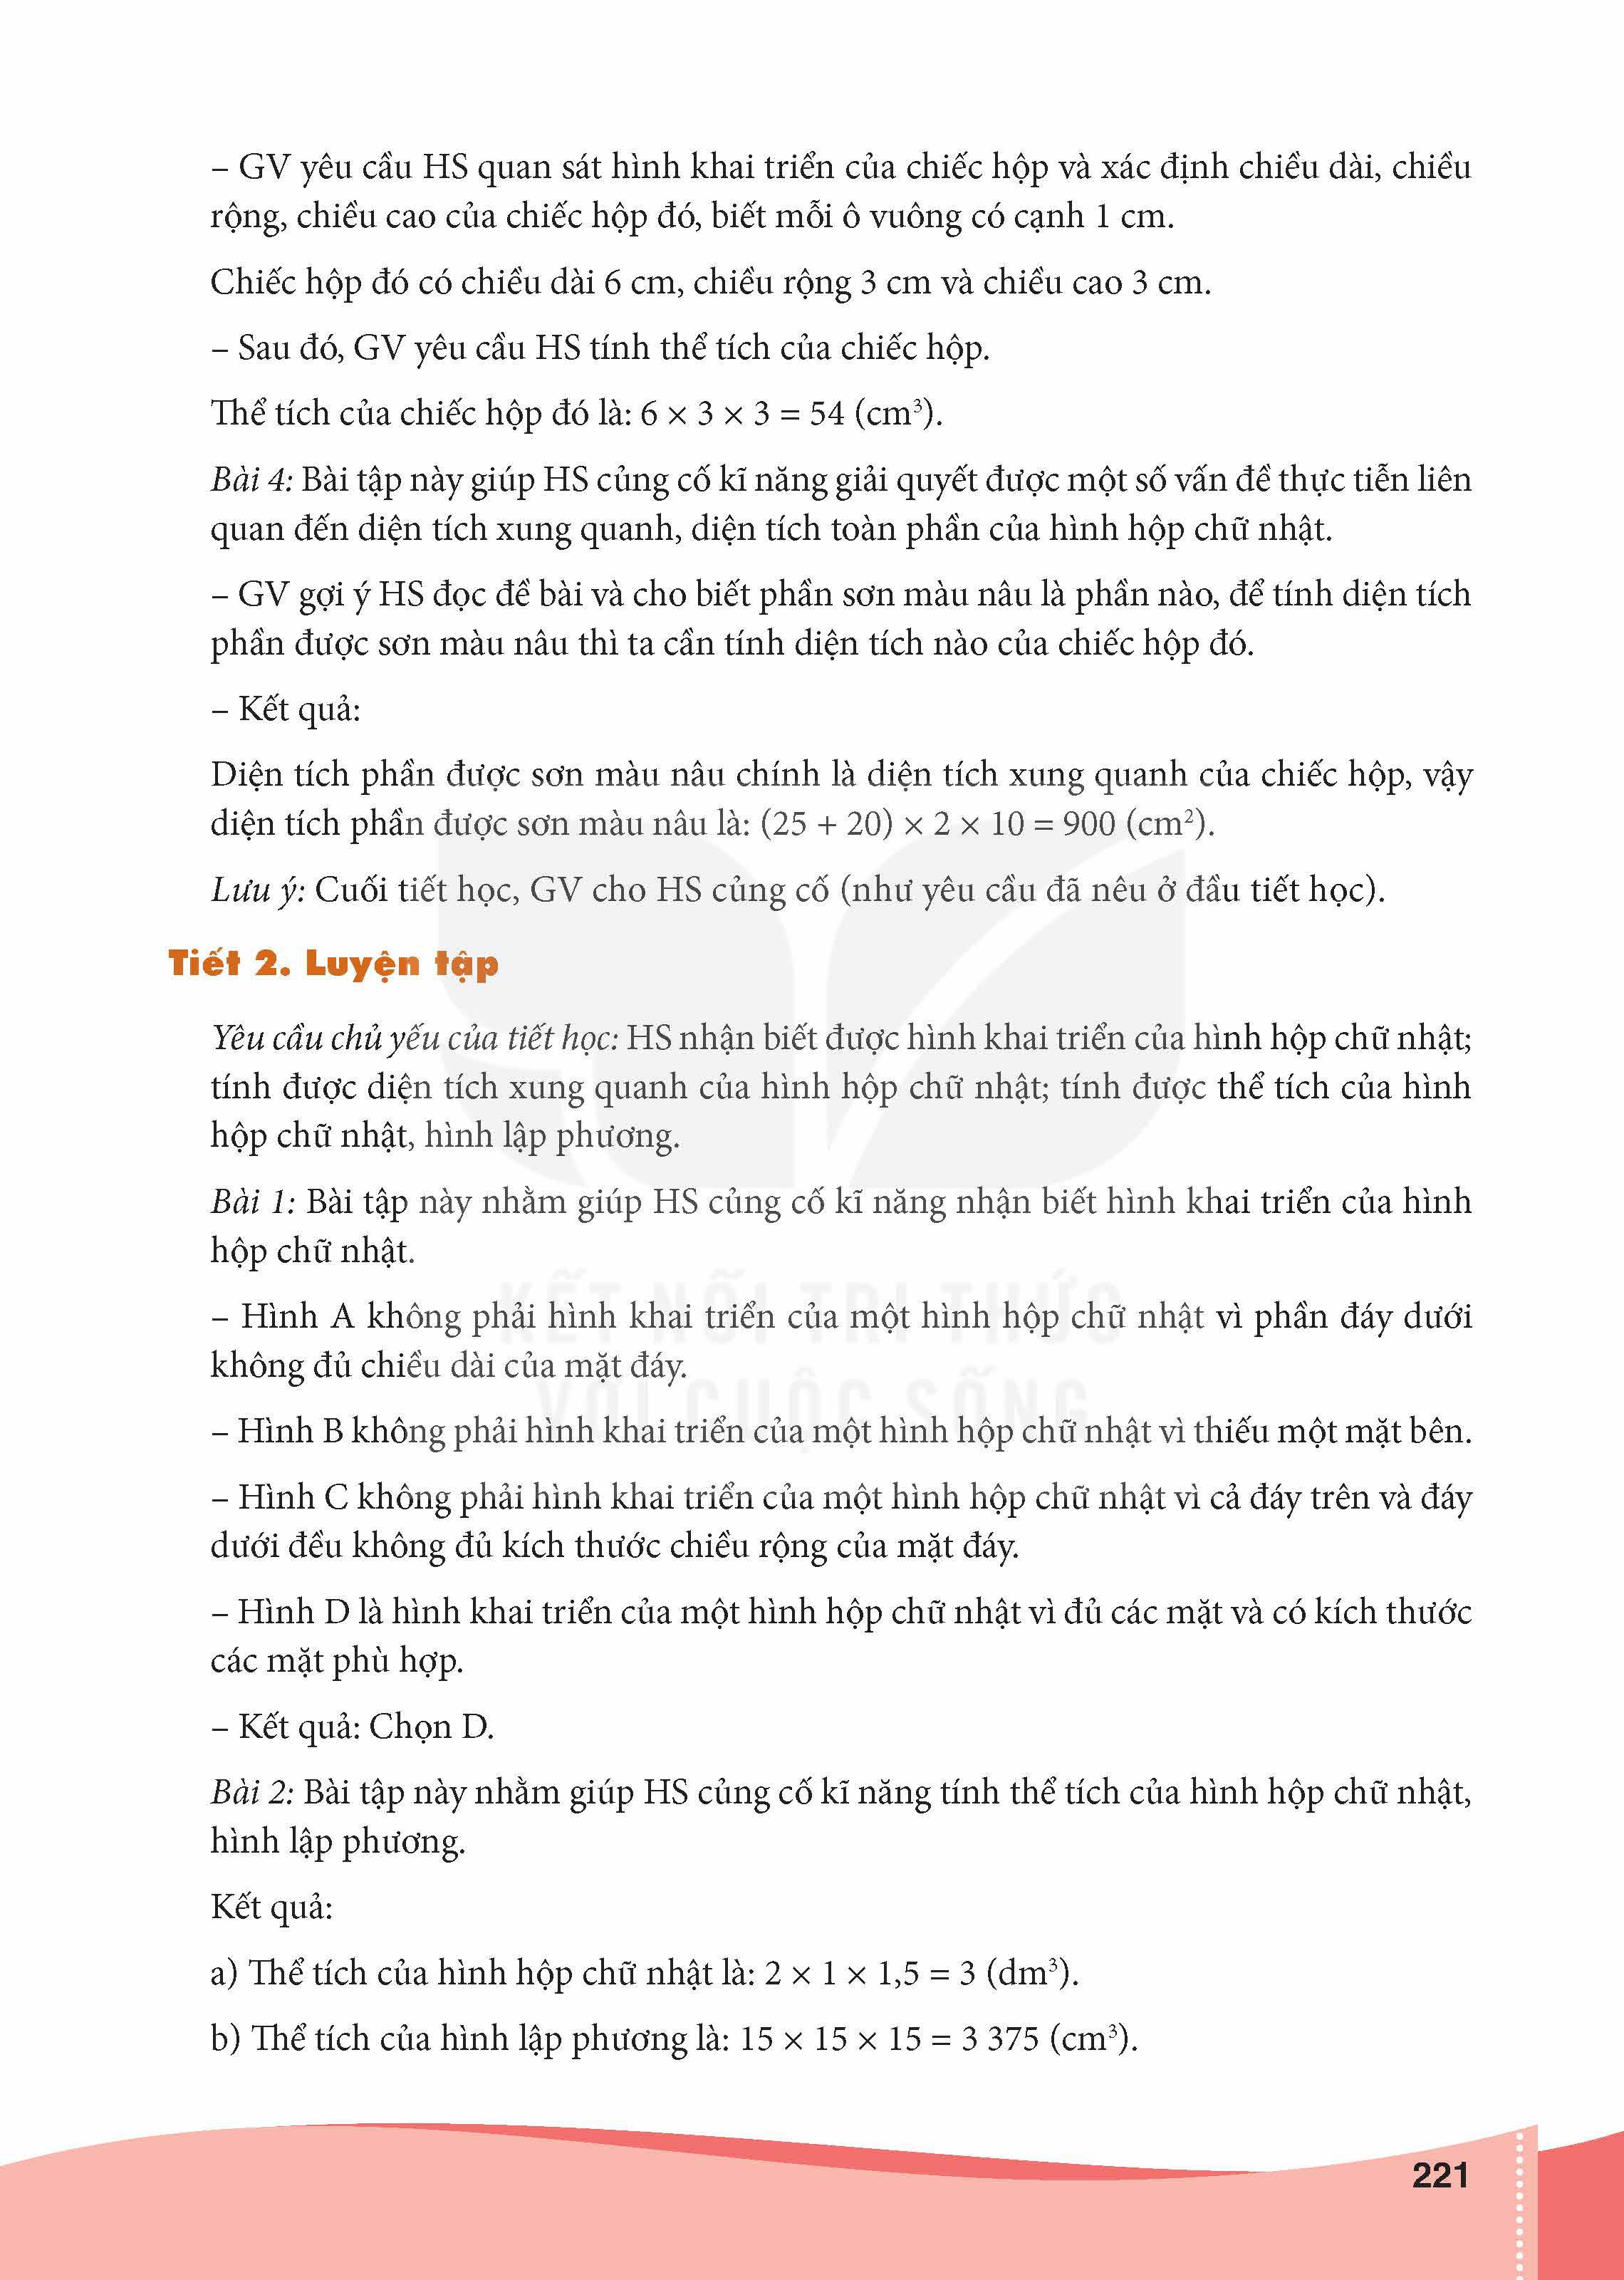 – GV yêu cầu HS quan sát hình khai triển của chiếc hộp và xác định chiều dài, chiều
rộng, chiều cao của chiếc hộp đó, biết mỗi ô vuông có cạnh 1 cm.
Chiếc hộp đó có chiều dài 6 cm, chiều rộng 3 cm và chiều cao 3 cm.
– Sau đó, GV yêu cầu HS tính thể tích của chiếc hộp.
Thể tích của chiếc hộp đó là: 6 × 3 × 3 = 54 (cm³).
Bài 4: Bài tập này giúp HS củng cố kĩ năng giải quyết được một số vấn đề thực tiễn liên
quan đến diện tích xung quanh, diện tích toàn phần của hình hộp chữ nhật.
– GV gợi ý HS đọc đề bài và cho biết phần sơn màu nâu là phần nào, để tính diện tích
phần được sơn màu nâu thì ta cần tính diện tích nào của chiếc hộp đó.
– Kết quả:
Diện tích phần được sơn màu nâu chính là diện tích xung quanh của chiếc hộp, vậy
diện tích phần được sơn màu nâu là: (25 + 20) × 2 × 10 = 900 (cm²).
Lưu ý: Cuối tiết học, GV cho HS củng cố (như yêu cầu đã nêu ở đầu tiết học).
Tiết 2. Luyện tập
Yêu cầu chủ yếu của tiết học: HS nhận biết được hình khai triển của hình hộp chữ nhật;
tính được diện tích xung quanh của hình hộp chữ nhật; tính được thể tích của hình
hộp chữ nhật, hình lập phương.
Bài 1: Bài tập này nhằm giúp HS củng cố kĩ năng nhận biết hình khai triển của hình
hộp chữ nhật.
– Hình A không phải hình khai triển của một hình hộp chữ nhật vì phần đáy dưới
không đủ chiều dài của mặt đáy.
– Hình B không phải hình khai triển của một hình hộp chữ nhật vì thiếu một mặt bên.
– Hình C không phải hình khai triển của một hình hộp chữ nhật vì cả đáy trên và đáy
dưới đều không đủ kích thước chiều rộng của mặt đáy.
– Hình D là hình khai triển của một hình hộp chữ nhật vì đủ các mặt và có kích thước
các mặt phù hợp.
– Kết quả: Chọn D.
Bài 2: Bài tập này nhằm giúp HS củng cố kĩ năng tính thể tích của hình hộp chữ nhật,
hình lập phương.
Kết quả:
a) Thể tích của hình hộp chữ nhật là: 2 × 1 × 1,5 = 3 (dm³).
b) Thể tích của hình lập phương là: 15 × 15 × 15 = 3 375 (cm³).
KẾT NỐI TRI THỨC
VỚI CUỘC SỐNG
221